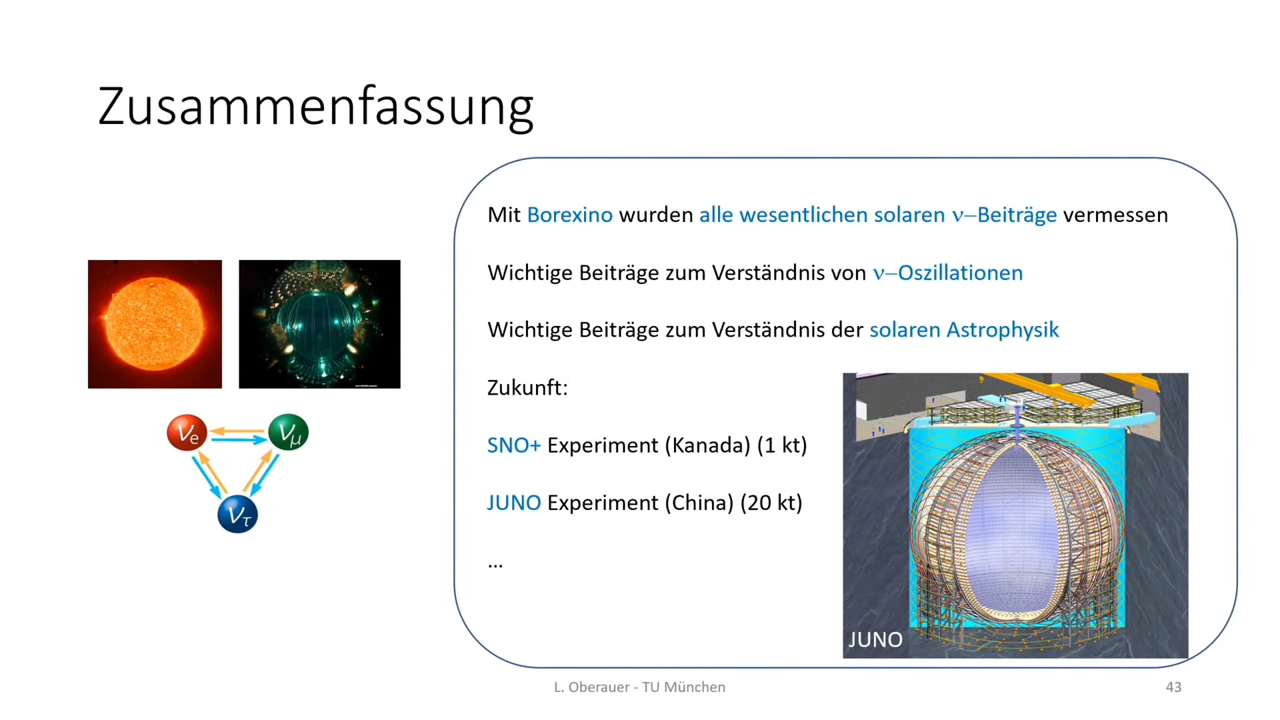 Zusammenfassung
Mit Borexino wurden alle wesentlichen solaren ν−Beiträge vermessen
Wichtige Beiträge zum Verständnis von ν−Oszillationen
Wichtige Beiträge zum Verständnis der solaren Astrophysik
Zukunft:
SNO+ Experiment (Kanada) (1 kt)
JUNO Experiment (China) (20 kt)
...
νe
νμ
ντ
JUNO
L. Oberauer - TU München
43